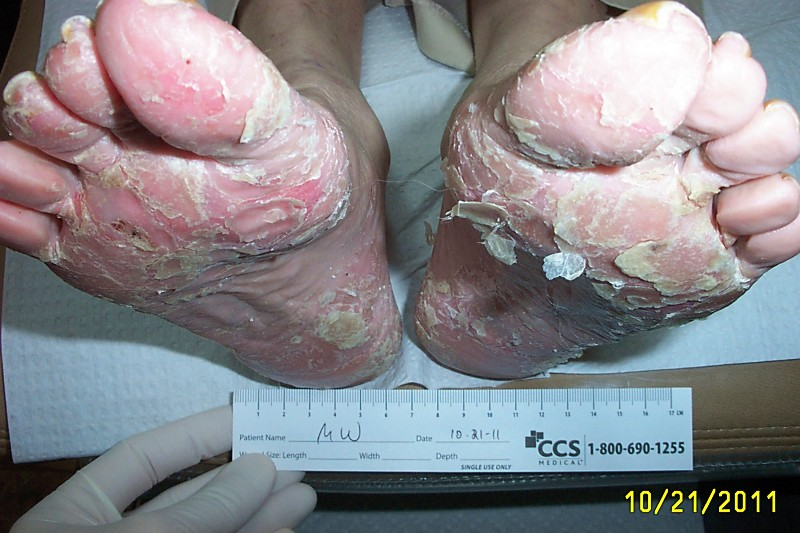 1 2 3 4 5 6 7 8 9 10 11 12 13 14 15 16 17 CM
Patient Name MW Date 10-21-11
Size: Length Width Depth
SINGLE USE ONLY
CCS
MEDICAL
1-800-690-1255
10/21/2011